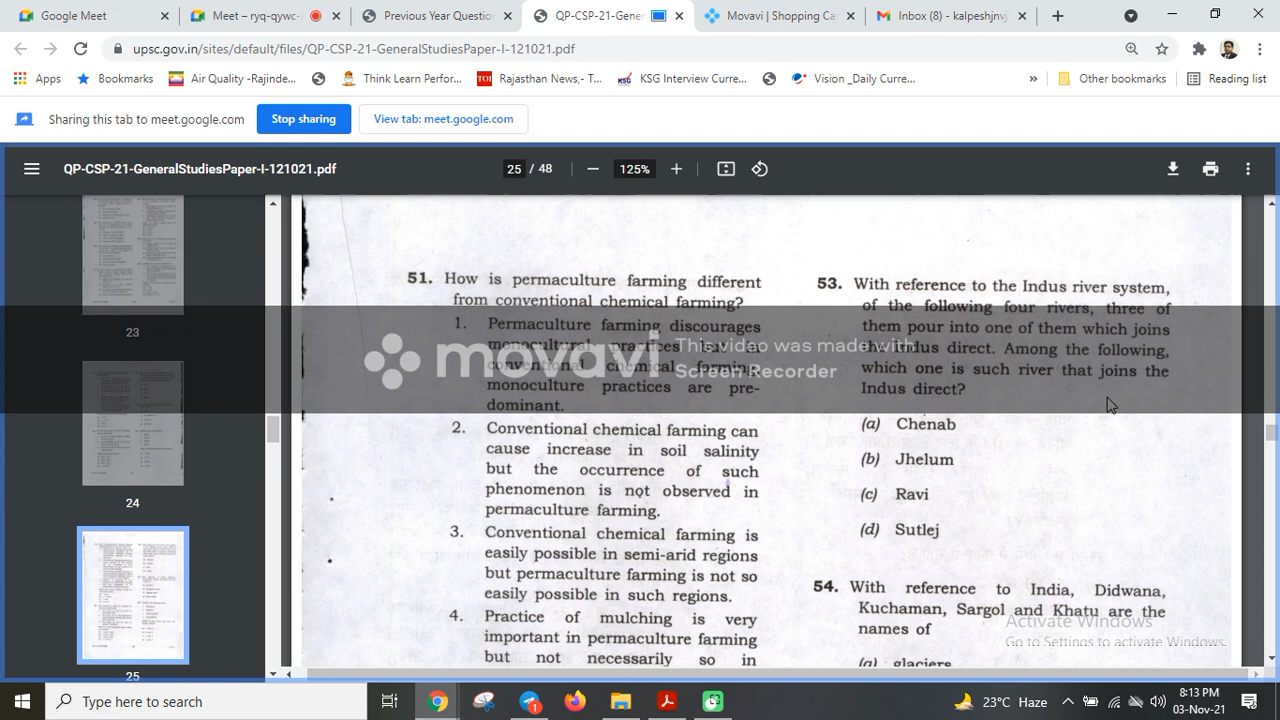 Google Meet
Meet – ryq-qywc-
Previous Year Question
QP-CSP-21-Gene
Movavi | Shopping Ca
Inbox (8) - kalpeshjnvj
upsc.gov.in/sites/default/files/QP-CSP-21-GeneralStudiesPaper-I-121021.pdf
Apps
Bookmarks
Air Quality -Rajinde...
Think Learn Perfor...
TOI
Rajasthan News,- T...
KSG
KSG Interview Curre...
Vision _Daily Curre...
»
Other bookmarks
Reading list
Sharing this tab to meet.google.com
Stop sharing
View tab: meet.google.com
QP-CSP-21-GeneralStudiesPaper-I-121021.pdf
25 / 48
125%
23
24
25
51. How is permaculture farming different
from conventional chemical farming?
1. Permaculture farming discourages
monocultural practices but in
conventional chemical farming,
monoculture practices are pre-
dominant.
2. Conventional chemical farming can
cause increase in soil salinity
but the occurrence of such
phenomenon is not observed in
permaculture farming.
3. Conventional chemical farming is
easily possible in semi-arid regions
but permaculture farming is not so
easily possible in such regions.
4. Practice of mulching is very
important in permaculture farming
but not necessarily so in
53. With reference to the Indus river system,
of the following four rivers, three of
them pour into one of them which joins
the Indus direct. Among the following,
which one is such river that joins the
Indus direct?
(a) Chenab
(b) Jhelum
(c) Ravi
(d) Sutlej
54. With reference to India, Didwana,
Kuchaman, Sargol and Khatu are the
names of
(a) glaciers
movavi
This video was made with
Screen Recorder
Activate Windows
Go to Settings to activate Windows.
Type here to search
1
23°C Haze
8:13 PM
03-Nov-21